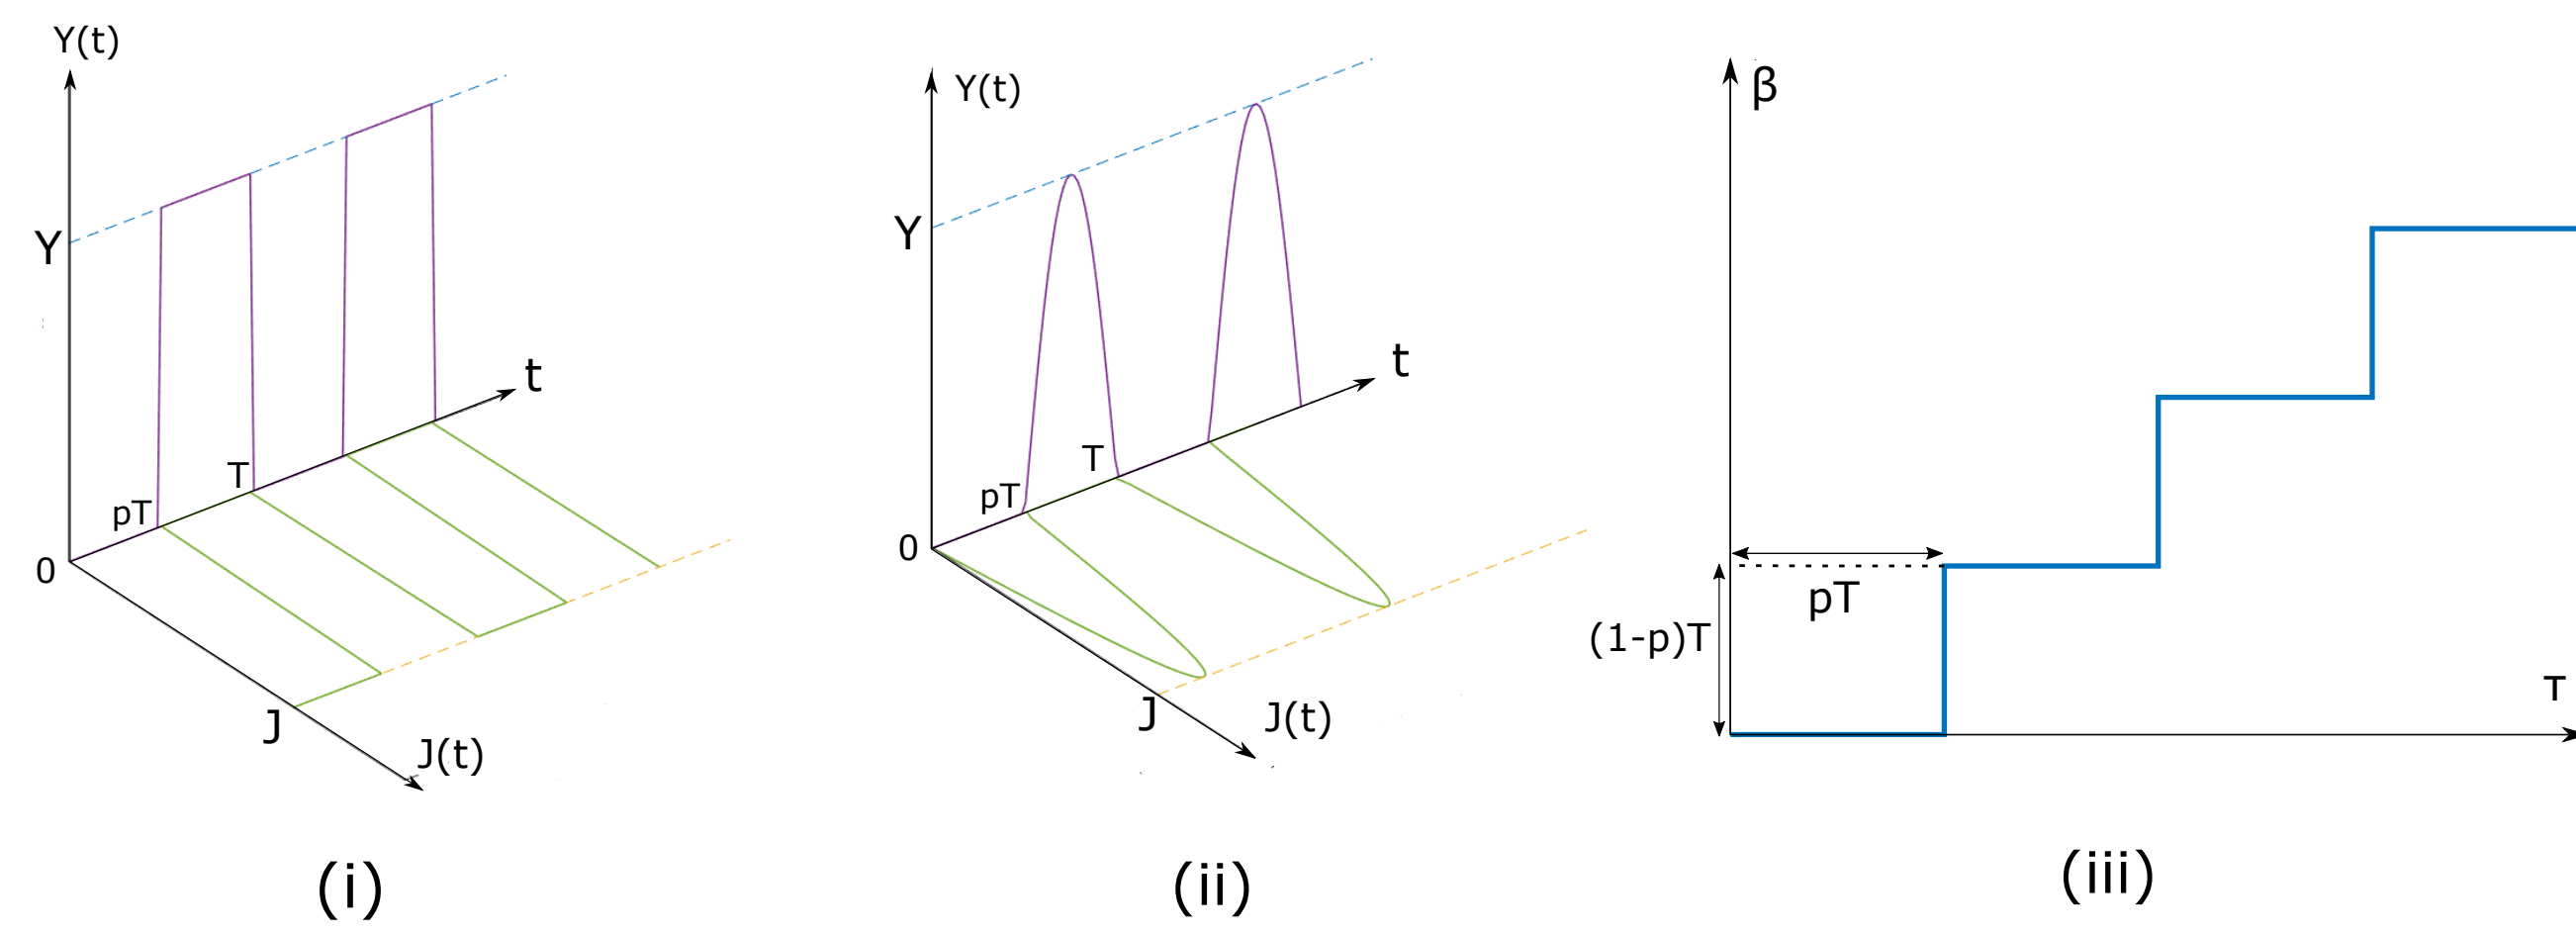 Y(t)
Y
t
T
pT
0
J
J(t)
(i)
Y(t)
Y
t
T
pT
0
J
J(t)
(ii)
β
pT
(1-p)T
τ
(iii)